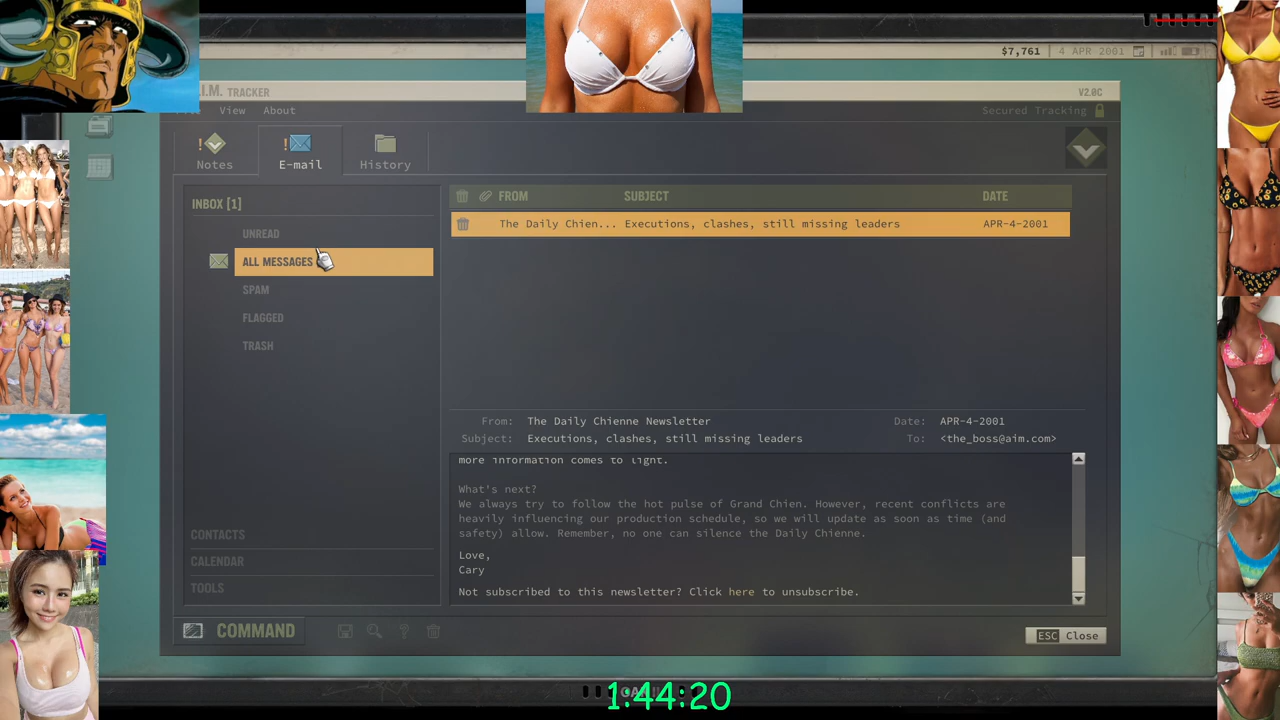 $7,761 4 APR 2001
.I.M. TRACKER V2.0C
View About Secured Tracking
Notes E-mail History
INBOX [1]
UNREAD
ALL MESSAGES
SPAM
FLAGGED
TRASH
CONTACTS
CALENDAR
TOOLS
FROM SUBJECT DATE
The Daily Chien... Executions, clashes, still missing leaders APR-4-2001
From: The Daily Chienne Newsletter Date: APR-4-2001
Subject: Executions, clashes, still missing leaders To: <the_boss@aim.com>
more information comes to light.
What's next?
We always try to follow the hot pulse of Grand Chien. However, recent conflicts are
heavily influencing our production schedule, so we will update as soon as time (and
safety) allow. Remember, no one can silence the Daily Chienne.
Love,
Cary
Not subscribed to this newsletter? Click here to unsubscribe.
COMMAND
ESC Close
1:44:20